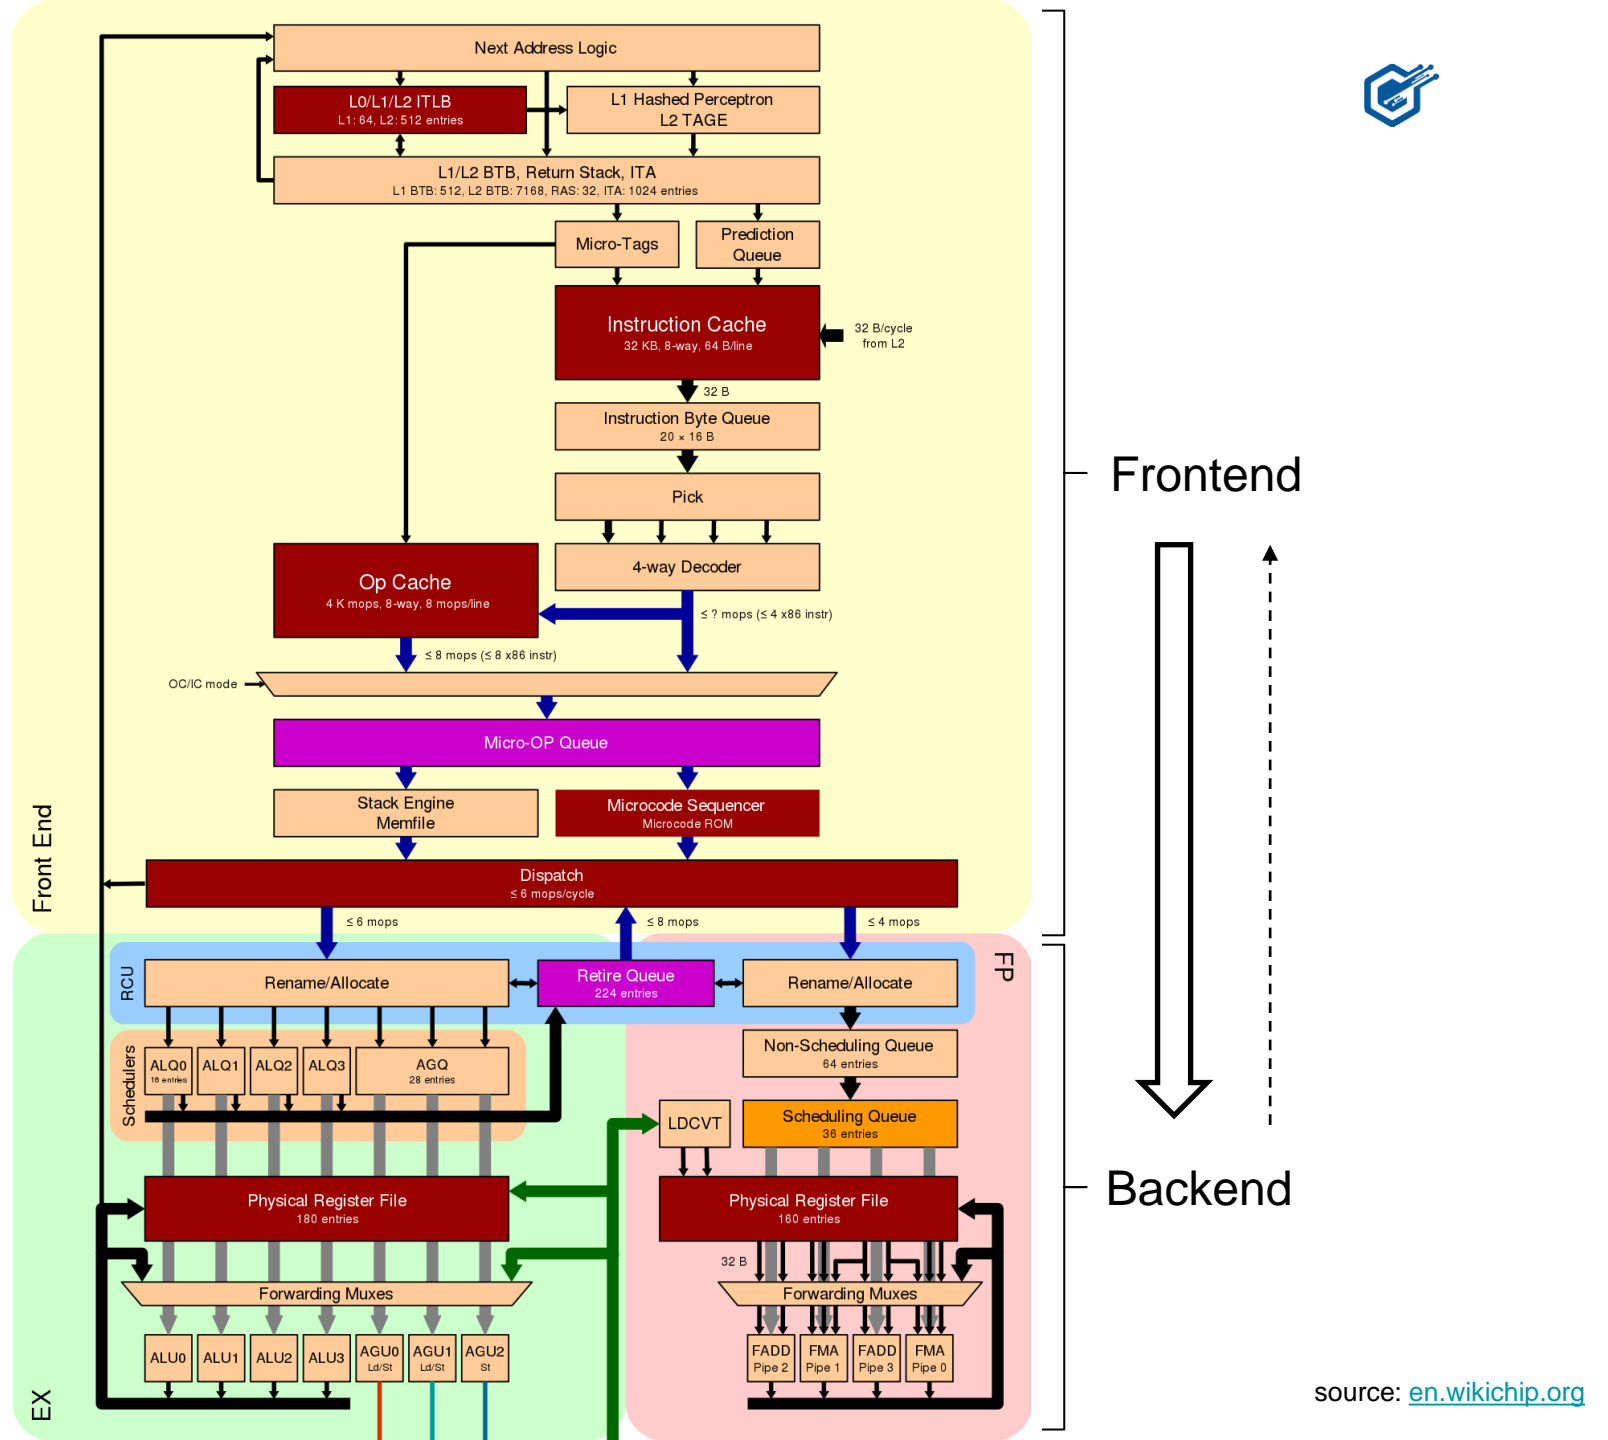 Next Address Logic
L0/L1/L2 ITLB
L1: 64, L2: 512 entries
L1 Hashed Perceptron
L2 TAGE
L1/L2 BTB, Return Stack, ITA
L1 BTB: 512, L2 BTB: 7168, RAS: 32, ITA: 1024 entries
Micro-Tags
Prediction
Queue
Instruction Cache
32 KB, 8-way, 64 B/line
32 B/cycle
from L2
32 B
Instruction Byte Queue
20 × 16 B
Pick
4-way Decoder
Op Cache
4 K mops, 8-way, 8 mops/line
≤ ? mops (≤ 4 x86 instr)
≤ 8 mops (≤ 8 x86 instr)
OC/IC mode
Micro-OP Queue
Stack Engine
Memfile
Microcode Sequencer
Microcode ROM
Dispatch
≤ 6 mops/cycle
Front End
≤ 6 mops
≤ 8 mops
≤ 4 mops
RCU
Rename/Allocate
Retire Queue
224 entries
Rename/Allocate
FP
Schedulers
ALQ0
16 entries
ALQ1
ALQ2
ALQ3
AGQ
28 entries
Non-Scheduling Queue
64 entries
LDCVT
Scheduling Queue
36 entries
Physical Register File
180 entries
Physical Register File
160 entries
32 B
Forwarding Muxes
Forwarding Muxes
ALU0
ALU1
ALU2
ALU3
AGU0
Ld/St
AGU1
Ld/St
AGU2
St
FADD
Pipe 2
FMA
Pipe 1
FADD
Pipe 3
FMA
Pipe 0
EX
Frontend
Backend
source: en.wikichip.org